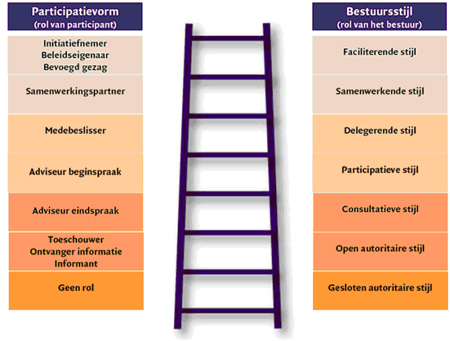 Participatievorm
(rol van participant)
Initiatiefnemer
Beleidseigenaar
Bevoegd gezag
Samenwerkingspartner
Medebeslisser
Adviseur beginspraak
Adviseur eindspraak
Toeschouwer
Ontvanger informatie
Informant
Geen rol
Bestuursstijl
(rol van het bestuur)
Faciliterende stijl
Samenwerkende stijl
Delegerende stijl
Participatieve stijl
Consultatieve stijl
Open autoritaire stijl
Gesloten autoritaire stijl